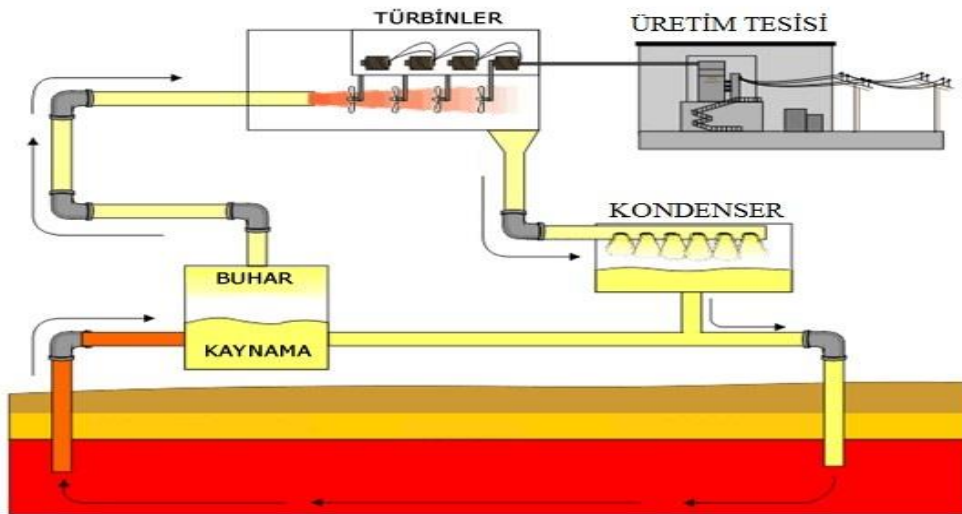 TÜRBİNLER
ÜRETİM TESİSİ
KONDENSER
BUHAR
KAYNAMA